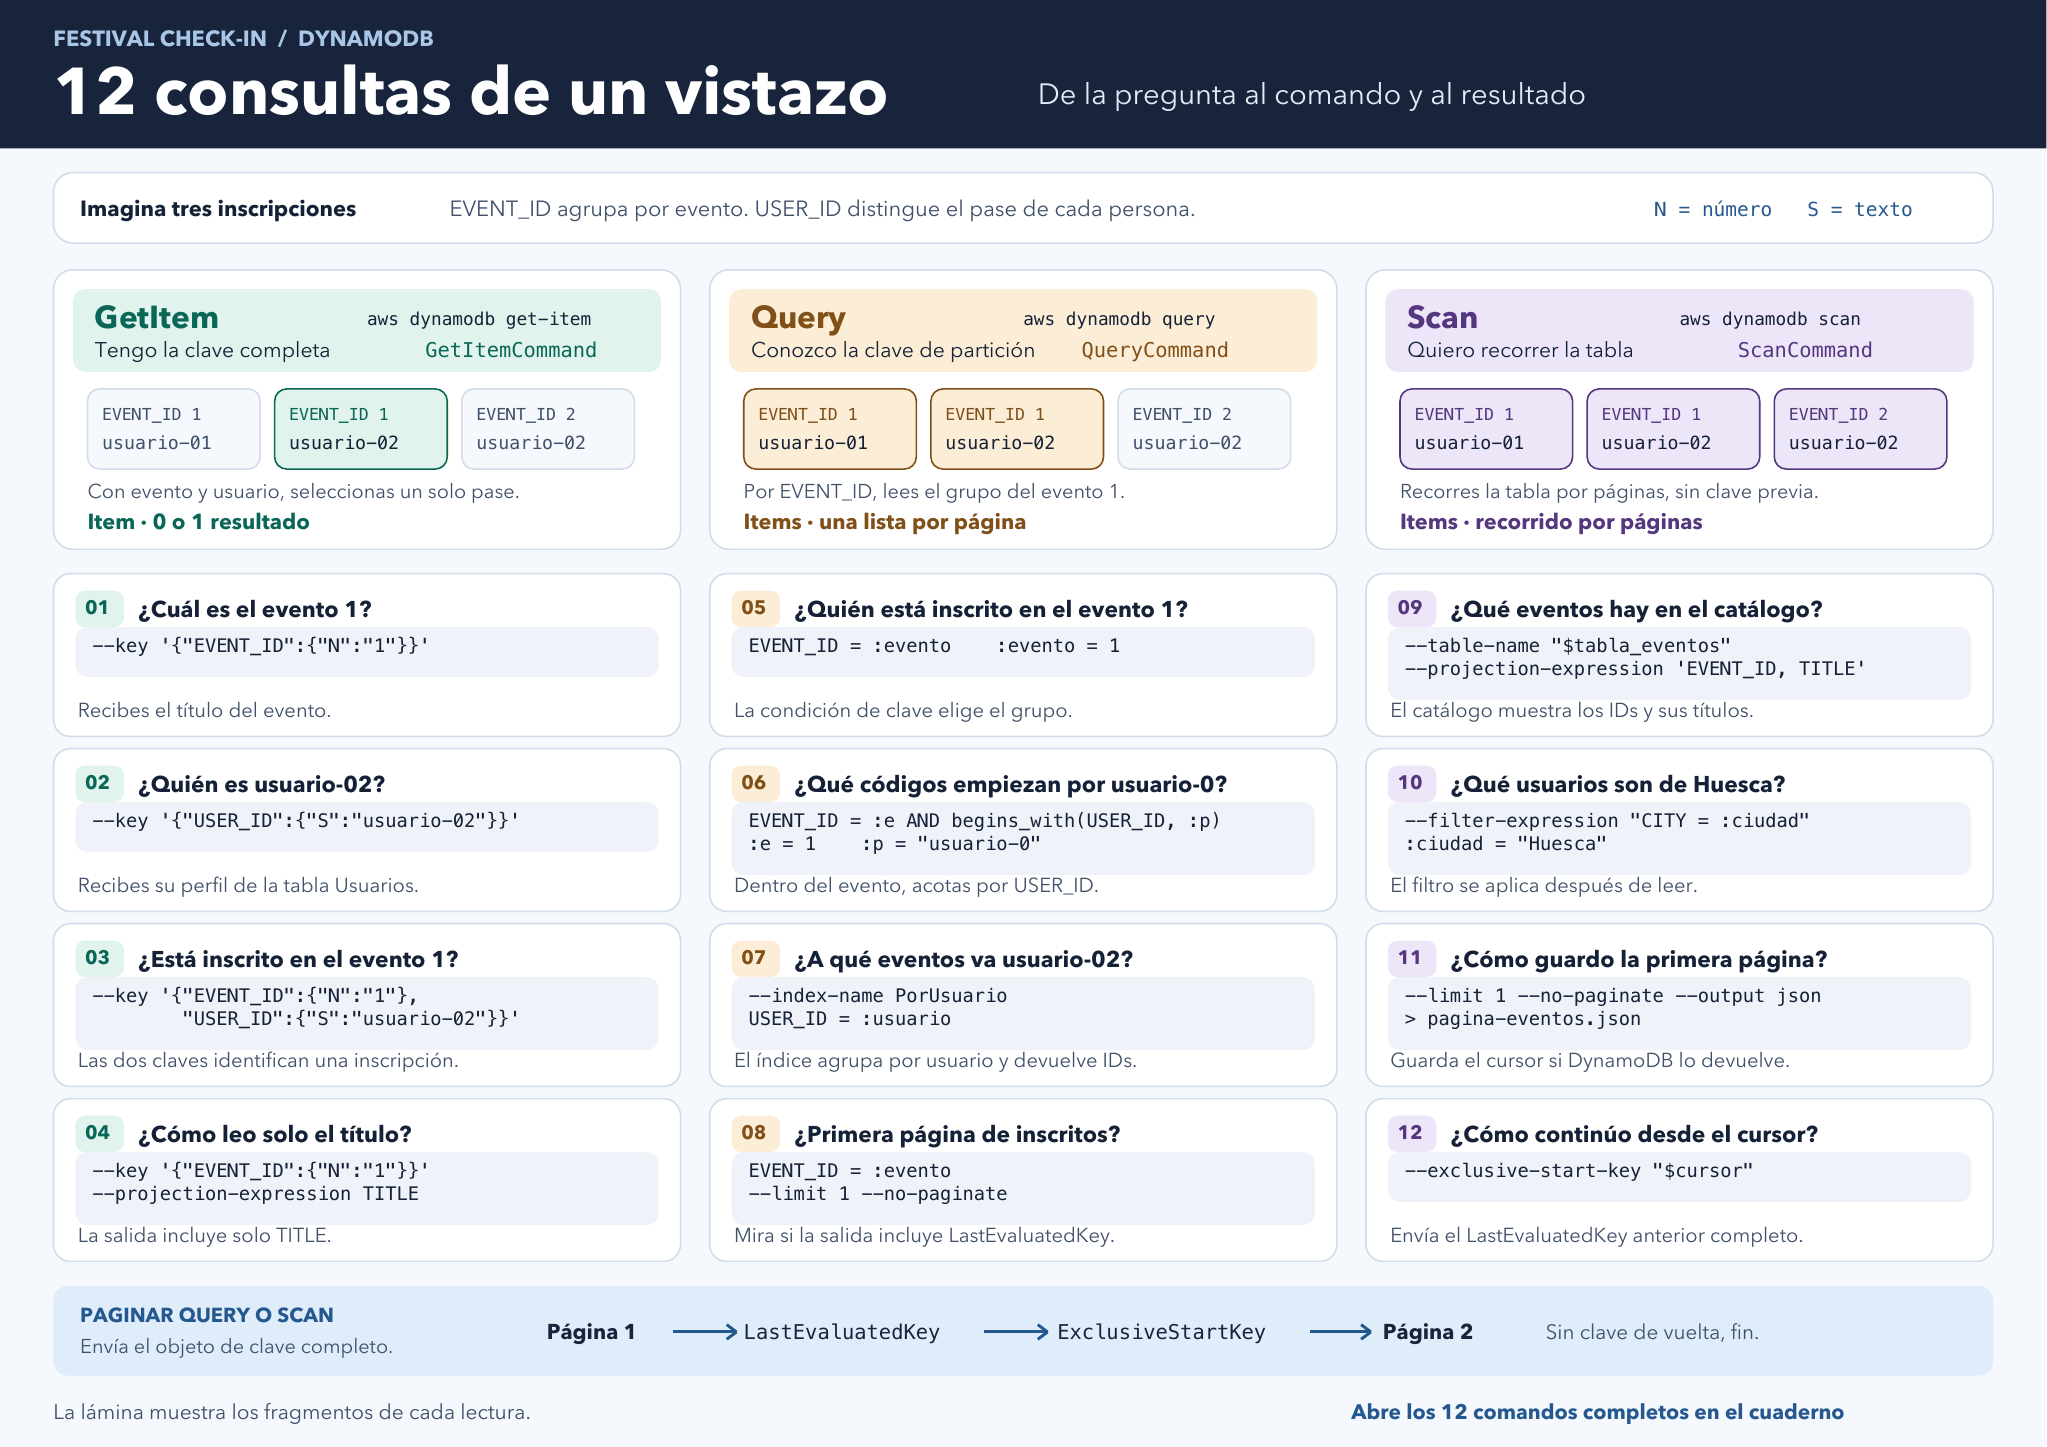 FESTIVAL CHECK-IN / DYNAMODB
12 consultas de un vistazo
De la pregunta al comando y al resultado
Imagina tres inscripciones
EVENT_ID agrupa por evento. USER_ID distingue el pase de cada persona.
N = número   S = texto
GetItem
aws dynamodb get-item
Tengo la clave completa
GetItemCommand
EVENT_ID 1
usuario-01
EVENT_ID 1
usuario-02
EVENT_ID 2
usuario-02
Con evento y usuario, seleccionas un solo pase.
Item · 0 o 1 resultado
Query
aws dynamodb query
Conozco la clave de partición
QueryCommand
EVENT_ID 1
usuario-01
EVENT_ID 1
usuario-02
EVENT_ID 2
usuario-02
Por EVENT_ID, lees el grupo del evento 1.
Items · una lista por página
Scan
aws dynamodb scan
Quiero recorrer la tabla
ScanCommand
EVENT_ID 1
usuario-01
EVENT_ID 1
usuario-02
EVENT_ID 2
usuario-02
Recorres la tabla por páginas, sin clave previa.
Items · recorrido por páginas
01 ¿Cuál es el evento 1?
--key '{"EVENT_ID":{"N":"1"}}'
Recibes el título del evento.
02 ¿Quién es usuario-02?
--key '{"USER_ID":{"S":"usuario-02"}}'
Recibes su perfil de la tabla Usuarios.
03 ¿Está inscrito en el evento 1?
--key '{"EVENT_ID":{"N":"1"},
"USER_ID":{"S":"usuario-02"}}'
Las dos claves identifican una inscripción.
04 ¿Cómo leo solo el título?
--key '{"EVENT_ID":{"N":"1"}}'
--projection-expression TITLE
La salida incluye solo TITLE.
05 ¿Quién está inscrito en el evento 1?
EVENT_ID = :evento    :evento = 1
La condición de clave elige el grupo.
06 ¿Qué códigos empiezan por usuario-0?
EVENT_ID = :e AND begins_with(USER_ID, :p)
:e = 1    :p = "usuario-0"
Dentro del evento, acotas por USER_ID.
07 ¿A qué eventos va usuario-02?
--index-name PorUsuario
USER_ID = :usuario
El índice agrupa por usuario y devuelve IDs.
08 ¿Primera página de inscritos?
EVENT_ID = :evento
--limit 1 --no-paginate
Mira si la salida incluye LastEvaluatedKey.
09 ¿Qué eventos hay en el catálogo?
--table-name "$tabla_eventos"
--projection-expression 'EVENT_ID, TITLE'
El catálogo muestra los IDs y sus títulos.
10 ¿Qué usuarios son de Huesca?
--filter-expression "CITY = :ciudad"
:ciudad = "Huesca"
El filtro se aplica después de leer.
11 ¿Cómo guardo la primera página?
--limit 1 --no-paginate --output json
> pagina-eventos.json
Guarda el cursor si DynamoDB lo devuelve.
12 ¿Cómo continúo desde el cursor?
--exclusive-start-key "$cursor"
Envía el LastEvaluatedKey anterior completo.
PAGINAR QUERY O SCAN
Envía el objeto de clave completo.
Página 1
LastEvaluatedKey
ExclusiveStartKey
Página 2
Sin clave de vuelta, fin.
La lámina muestra los fragmentos de cada lectura.
Abre los 12 comandos completos en el cuaderno